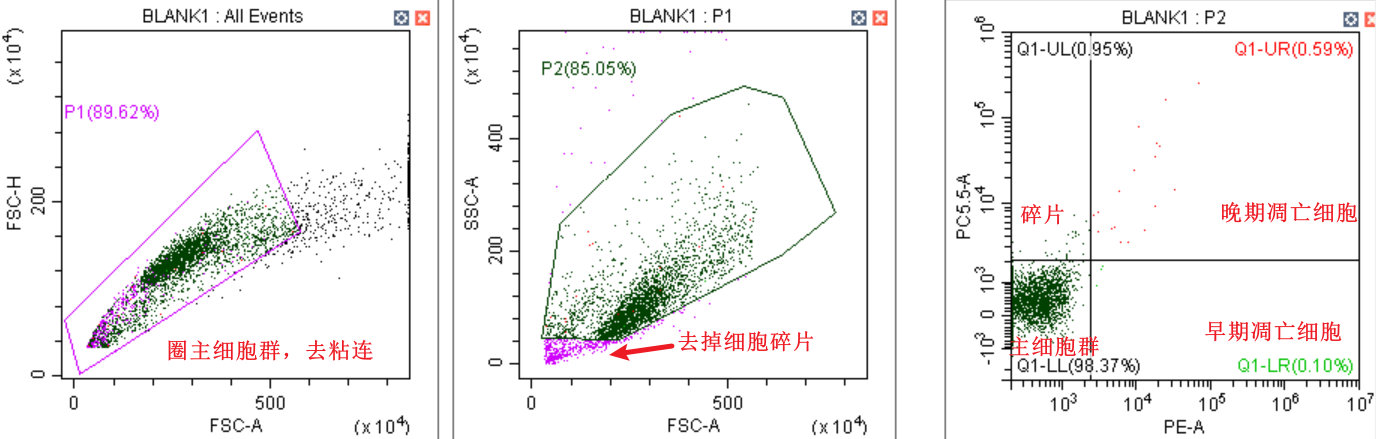 BLANK1 : All Events
(x 10⁴)
P1(89.62%)
FSC-H
200
0
圈主细胞群，去粘连
0
500
FSC-A
(x 10⁴)
BLANK1 : P1
(x 10⁴)
P2(85.05%)
SSC-A
400
200
0
去掉细胞碎片
0
500
FSC-A
(x 10⁴)
BLANK1 : P2
Q1-UL(0.95%)
Q1-UR(0.59%)
PC5.5-A
10⁶
10⁵
10⁴
10³
0
-10³
碎片
晚期凋亡细胞
主细胞群
早期凋亡细胞
Q1-LL(98.37%)
Q1-LR(0.10%)
10³
10⁴
10⁵
10⁶
10⁷
PE-A